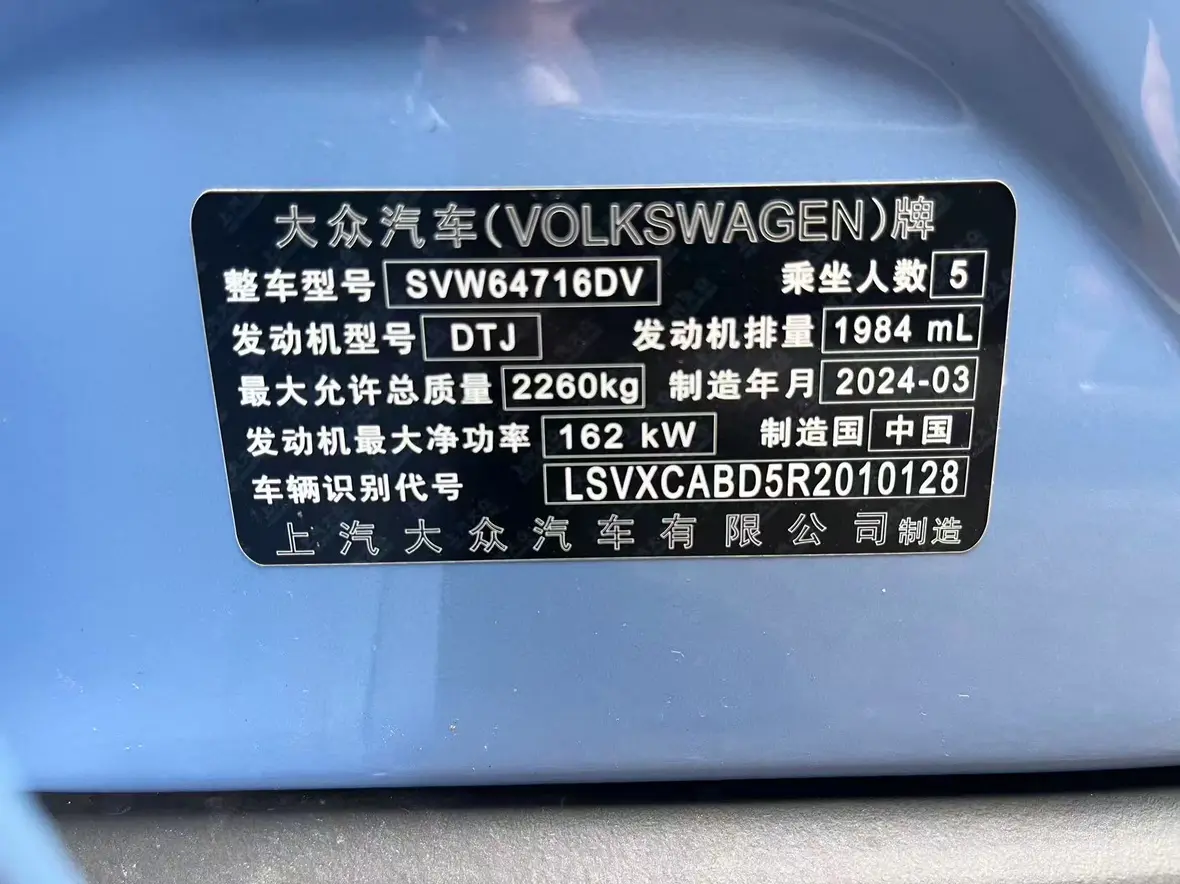 大众汽车(VOLKSWAGEN)牌
整车型号 SVW64716DV 乘坐人数 5
发动机型号 DTJ 发动机排量 1984 mL
最大允许总质量 2260kg 制造年月 2024-03
发动机最大净功率 162 kW 制造国 中国
车辆识别代号 LSVXCABD5R2010128
上汽大众汽车有限公司制造